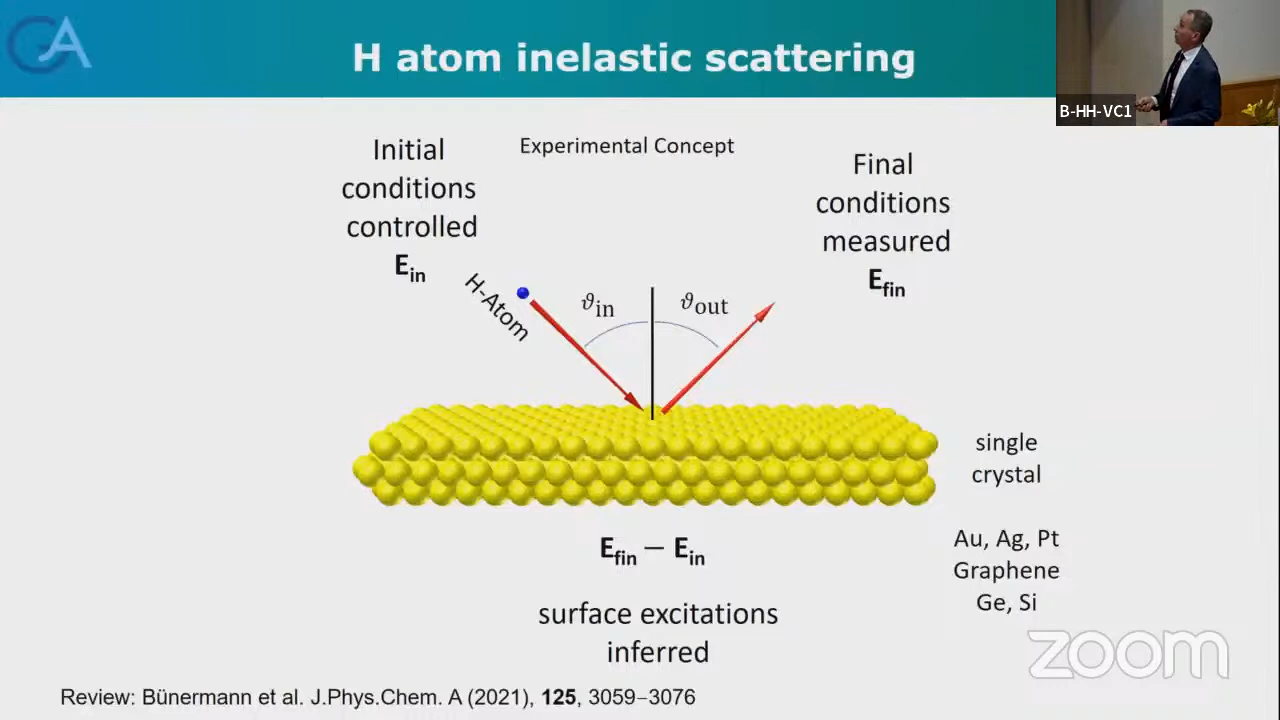 GA
H atom inelastic scattering
B-HH-VC1
Initial
conditions
controlled
E_in
Experimental Concept
Final
conditions
measured
E_fin
H-Atom
ϑ_in
ϑ_out
single
crystal
E_fin − E_in
Au, Ag, Pt
Graphene
Ge, Si
surface excitations
inferred
zoom
Review: Bünermann et al. J.Phys.Chem. A (2021), 125, 3059−3076